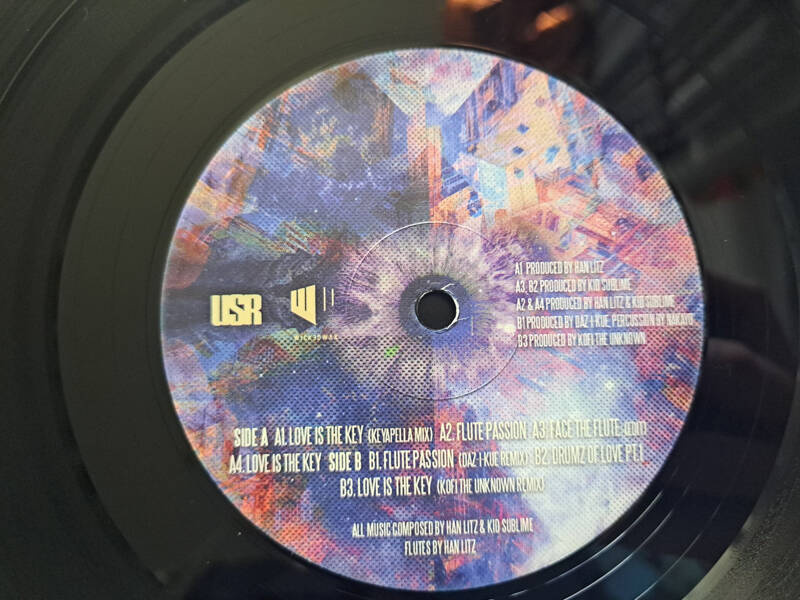 A1 PRODUCED BY HAN LITZ
A3, B2 PRODUCED BY KID SUBLIME
A2 & A4 PRODUCED BY HAN LITZ & KID SUBLIME
B1 PRODUCED BY DAZ-I-KUE, PERCUSSION BY NAKAYO
B3 PRODUCED BY KOFI THE UNKNOWN
USR
WICKIDWAX
SIDE A A1. LOVE IS THE KEY (KEYAPELLA MIX) A2. FLUTE PASSION A3. FACE THE FLUTE
A4. LOVE IS THE KEY SIDE B B1. FLUTE PASSION (DAZ-I-KUE REMIX) B2. DRUMZ OF LOVE PT.1
B3. LOVE IS THE KEY (KOFI THE UNKNOWN REMIX)
ALL MUSIC COMPOSED BY HAN LITZ & KID SUBLIME
FLUTES BY HAN LITZ